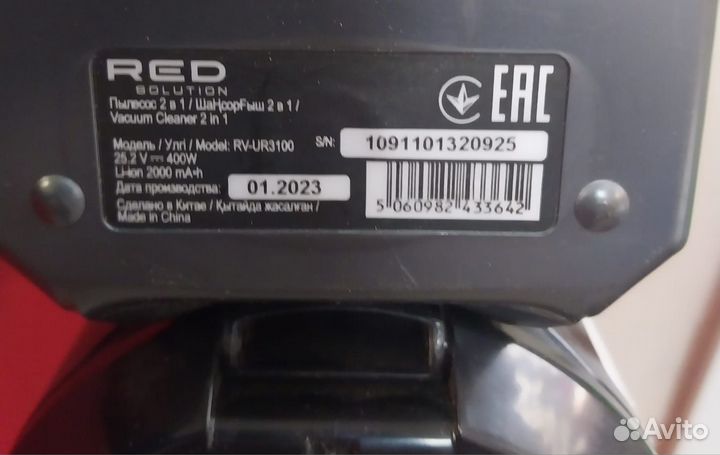 RED
SOLUTION
Пылесос 2 в 1 / ШаңсорҒыш 2 в 1 /
Vacuum Cleaner 2 in 1
Модель / Үлгі / Model: RV-UR3100
S/N: 1091101320925
25.2 V 400W
Li-ion 2000 mA•h
Дата производства: 01.2023
Сделано в Китае / Қытайда жасалған /
Made in China
EAC
5 060982 433642
Avito